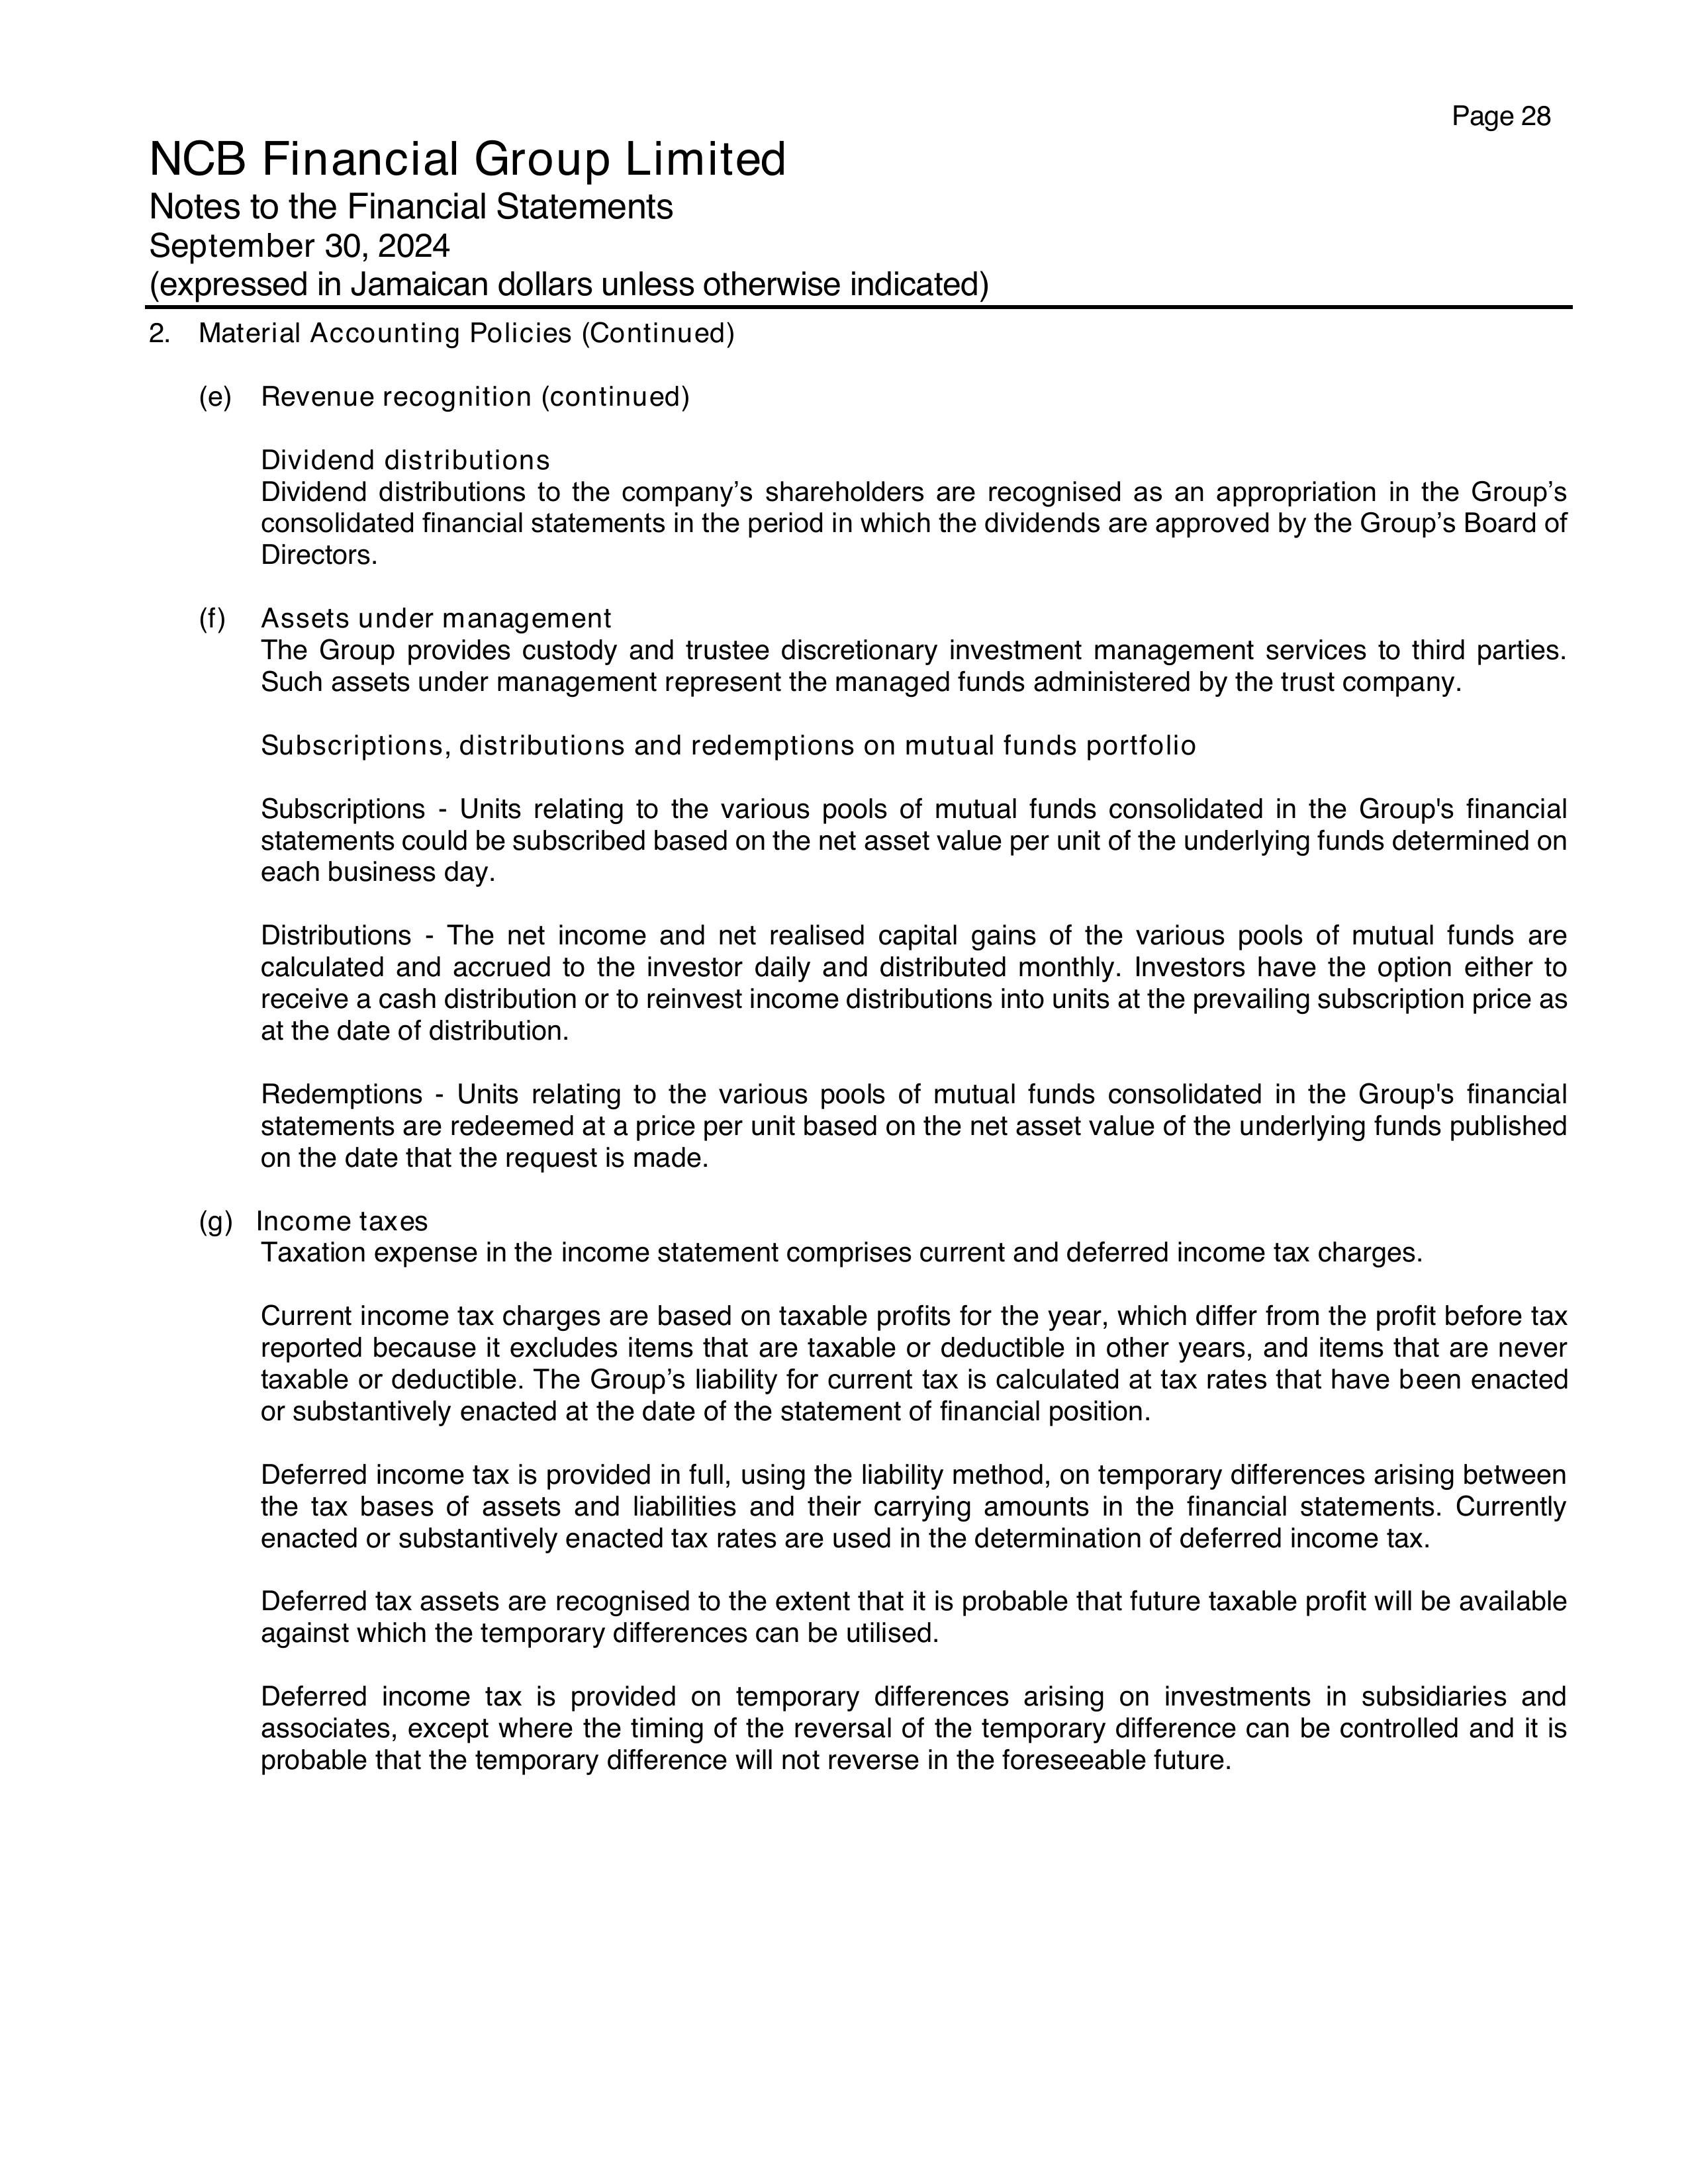 Page 28
NCB Financial Group Limited
Notes to the Financial Statements
September 30, 2024
(expressed in Jamaican dollars unless otherwise indicated)
2. Material Accounting Policies (Continued)
(e) Revenue recognition (continued)
Dividend distributions
Dividend distributions to the company’s shareholders are recognised as an appropriation in the Group’s
consolidated financial statements in the period in which the dividends are approved by the Group’s Board of
Directors.
(f) Assets under management
The Group provides custody and trustee discretionary investment management services to third parties.
Such assets under management represent the managed funds administered by the trust company.
Subscriptions, distributions and redemptions on mutual funds portfolio
Subscriptions - Units relating to the various pools of mutual funds consolidated in the Group's financial
statements could be subscribed based on the net asset value per unit of the underlying funds determined on
each business day.
Distributions - The net income and net realised capital gains of the various pools of mutual funds are
calculated and accrued to the investor daily and distributed monthly. Investors have the option either to
receive a cash distribution or to reinvest income distributions into units at the prevailing subscription price as
at the date of distribution.
Redemptions - Units relating to the various pools of mutual funds consolidated in the Group's financial
statements are redeemed at a price per unit based on the net asset value of the underlying funds published
on the date that the request is made.
(g) Income taxes
Taxation expense in the income statement comprises current and deferred income tax charges.
Current income tax charges are based on taxable profits for the year, which differ from the profit before tax
reported because it excludes items that are taxable or deductible in other years, and items that are never
taxable or deductible. The Group’s liability for current tax is calculated at tax rates that have been enacted
or substantively enacted at the date of the statement of financial position.
Deferred income tax is provided in full, using the liability method, on temporary differences arising between
the tax bases of assets and liabilities and their carrying amounts in the financial statements. Currently
enacted or substantively enacted tax rates are used in the determination of deferred income tax.
Deferred tax assets are recognised to the extent that it is probable that future taxable profit will be available
against which the temporary differences can be utilised.
Deferred income tax is provided on temporary differences arising on investments in subsidiaries and
associates, except where the timing of the reversal of the temporary difference can be controlled and it is
probable that the temporary difference will not reverse in the foreseeable future.